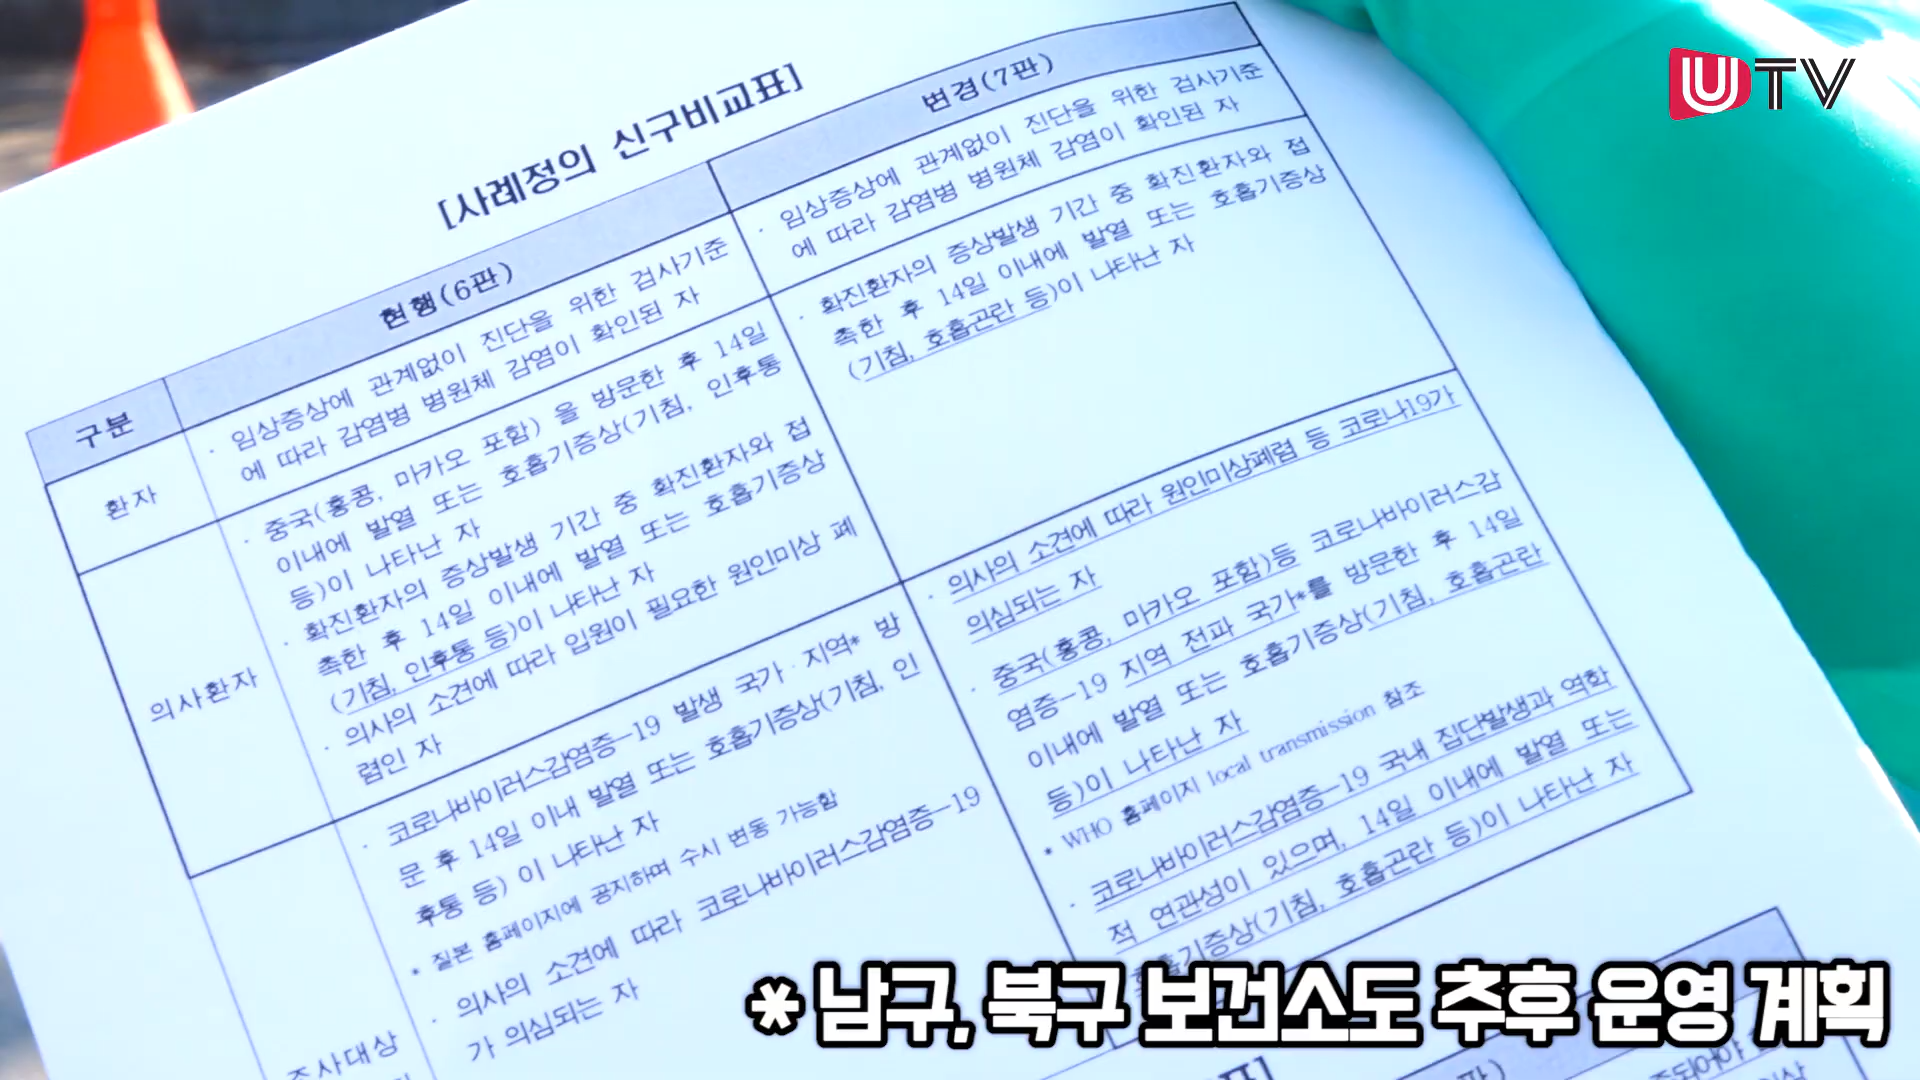 UTV
[사례정의 신구비교표]
구분
현행(6판)
변경(7판)
환자
· 임상증상에 관계없이 진단을 위한 검사기준
에 따라 감염병 병원체 감염이 확인된 자
· 임상증상에 관계없이 진단을 위한 검사기준
에 따라 감염병 병원체 감염이 확인된 자
의사환자
· 중국(홍콩, 마카오 포함) 을 방문한 후 14일
이내에 발열 또는 호흡기증상(기침, 인후통
등)이 나타난 자
· 확진환자의 증상발생 기간 중 확진환자와 접
촉한 후 14일 이내에 발열 또는 호흡기증상
(기침, 인후통 등)이 나타난 자
· 의사의 소견에 따라 입원이 필요한 원인미상 폐
렴인 자
· 확진환자의 증상발생 기간 중 확진환자와 접
촉한 후 14일 이내에 발열 또는 호흡기증상
(기침, 호흡곤란 등)이 나타난 자
조사대상
· 코로나바이러스감염증-19 발생 국가·지역* 방
문 후 14일 이내 발열 또는 호흡기증상(기침, 인
후통 등) 이 나타난 자
* 질본 홈페이지에 공지하며 수시 변동 가능함
· 의사의 소견에 따라 코로나바이러스감염증-19
가 의심되는 자
· 의사의 소견에 따라 원인미상폐렴 등 코로나19가
의심되는 자
· 중국(홍콩, 마카오 포함)등 코로나바이러스감
염증-19 지역 전파 국가*를 방문한 후 14일
이내에 발열 또는 호흡기증상(기침, 호흡곤란
등)이 나타난 자
* WHO 홈페이지 local transmission 참조
· 코로나바이러스감염증-19 국내 집단발생과 역학
적 연관성이 있으며, 14일 이내에 발열 또는
호흡기증상(기침, 호흡곤란 등)이 나타난 자
* 남구, 북구 보건소도 추후 운영 계획